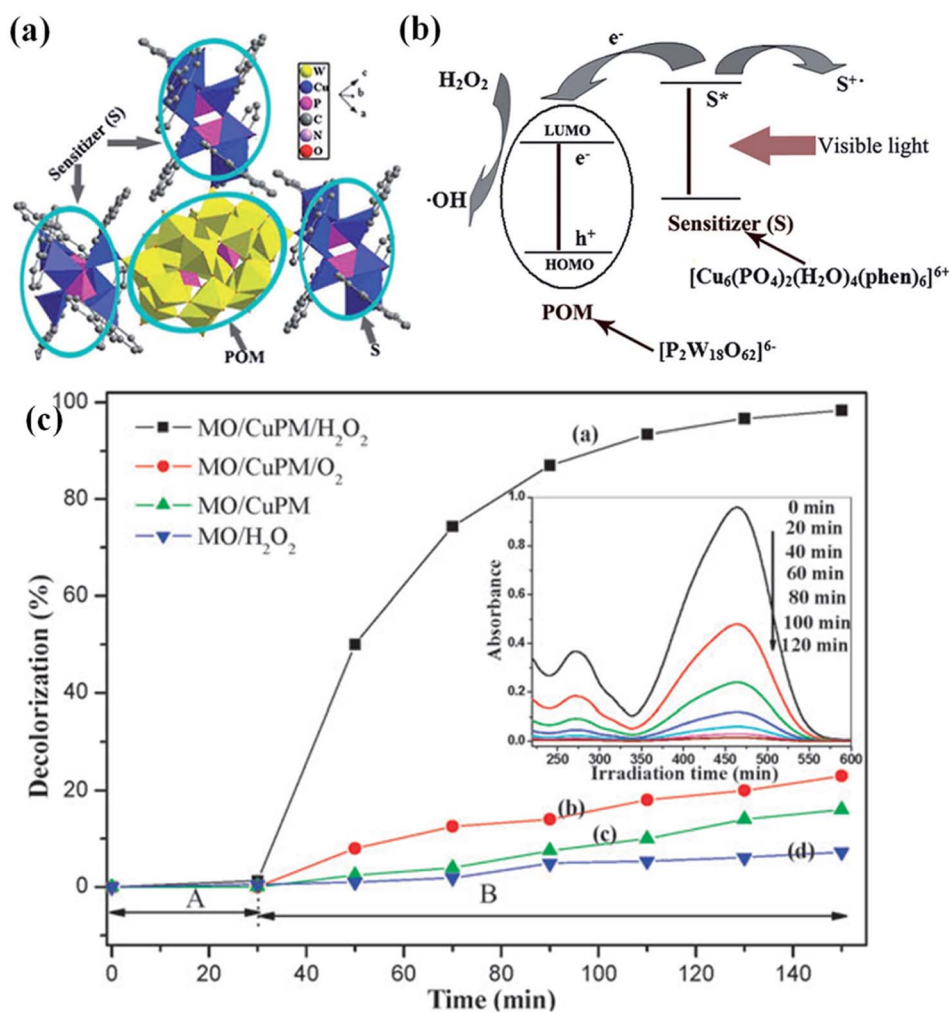 (a)
Sensitizer (S)
W
Cu
P
C
N
O
c
b
a
POM
S
(b)
e-
H2O2
S*
S+·
LUMO
e-
Visible light
·OH
h+
HOMO
Sensitizer (S)
POM
[Cu6(PO4)2(H2O)4(phen)6]6+
[P2W18O62]6-
(c)
Decolorization (%)
100
80
60
40
20
0
MO/CuPM/H2O2
MO/CuPM/O2
MO/CuPM
MO/H2O2
(a)
(b)
(c)
(d)
Absorbance
1.0
0.8
0.6
0.4
0.2
0.0
0 min
20 min
40 min
60 min
80 min
100 min
120 min
250 300 350 400 450 500 550 600
Irradiation time (min)
A
B
0 20 40 60 80 100 120 140
Time (min)